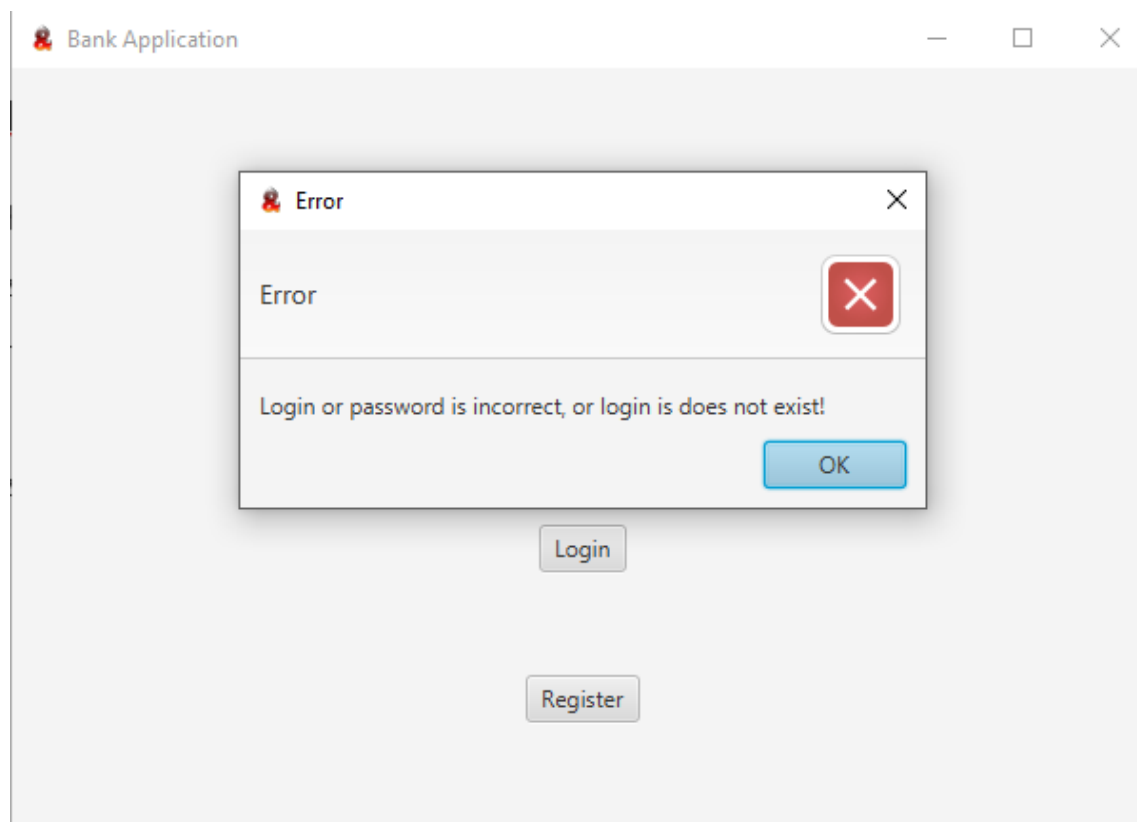 Bank Application
Error
Error
Login or password is incorrect, or login is does not exist!
OK
Login
Register